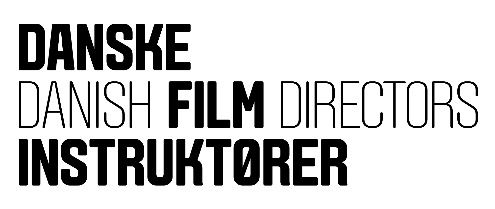 DANSKE
DANISH FILM DIRECTORS
INSTRUKTØRER